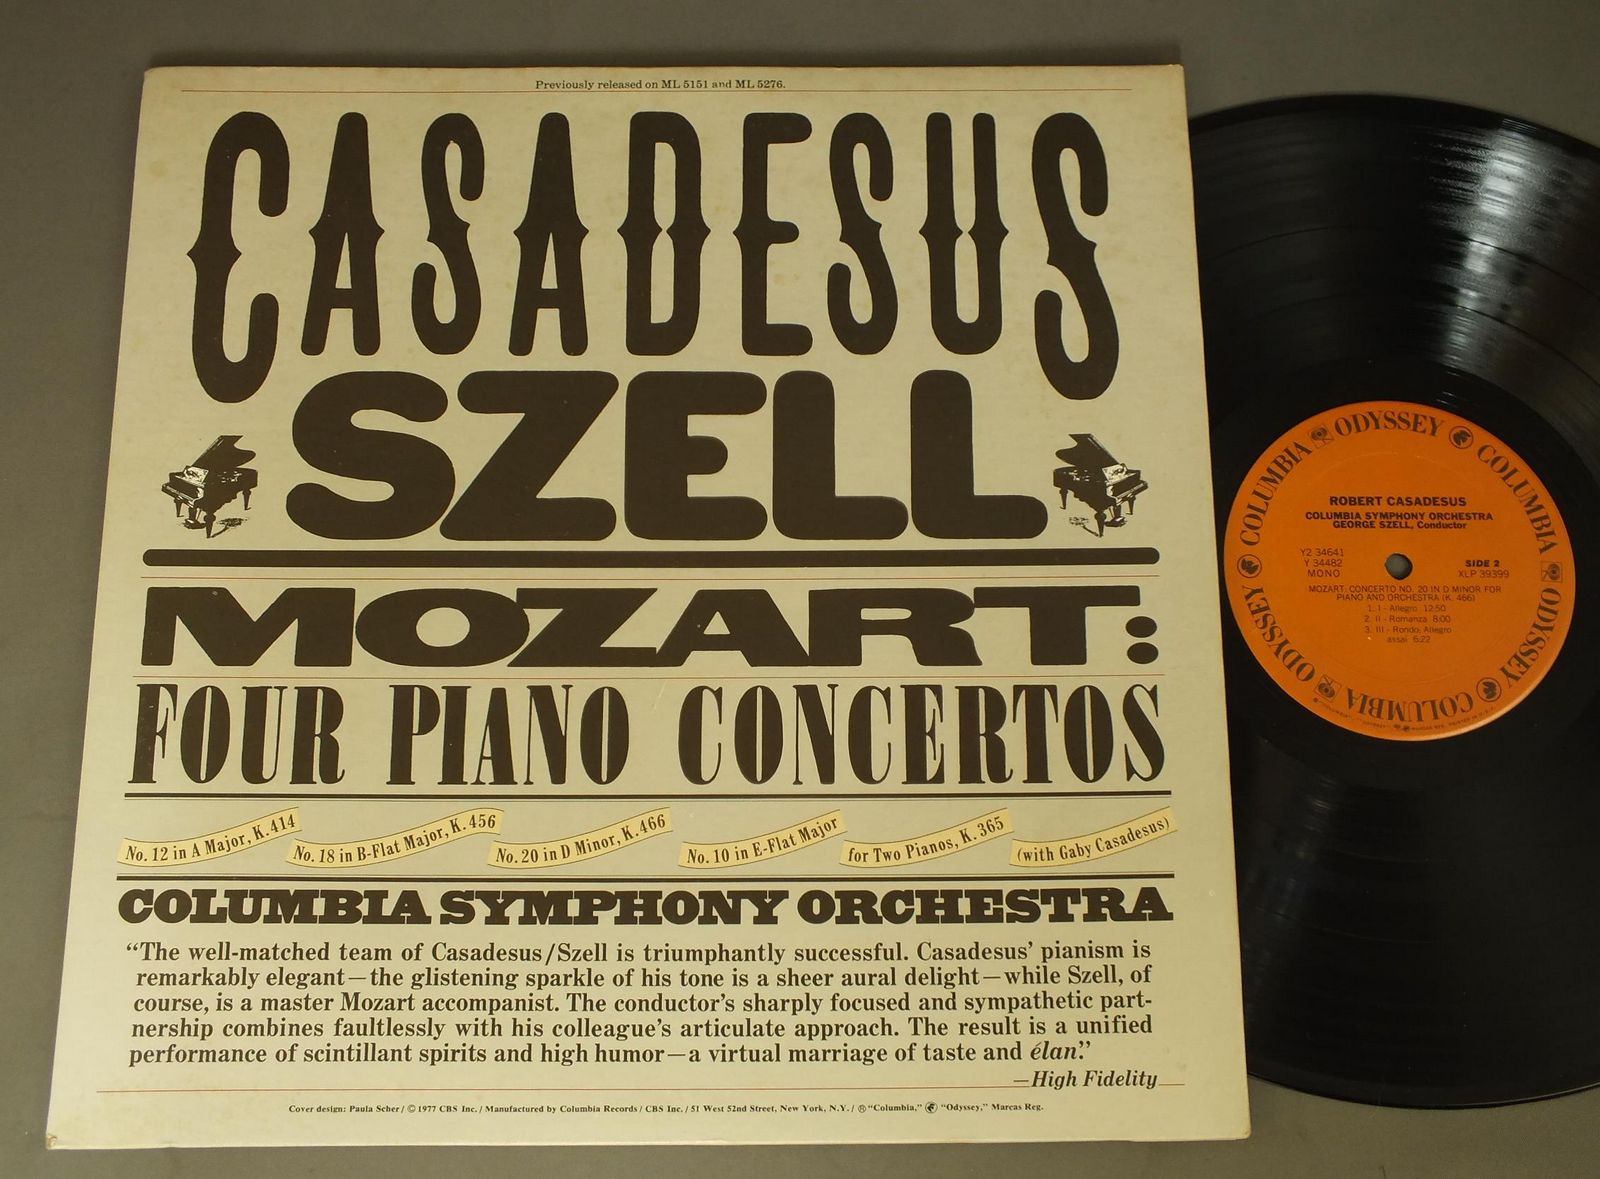 Previously released on ML 5151 and ML 5276.
CASADESUS
SZELL
MOZART:
FOUR PIANO CONCERTOS
No. 12 in A Major, K. 414
No. 18 in B-Flat Major, K. 456
No. 20 in D Minor, K. 466
No. 10 in E-Flat Major
for Two Pianos, K. 365
(with Gaby Casadesus)
COLUMBIA SYMPHONY ORCHESTRA
“The well-matched team of Casadesus/Szell is triumphantly successful. Casadesus’ pianism is
remarkably elegant—the glistening sparkle of his tone is a sheer aural delight—while Szell, of
course, is a master Mozart accompanist. The conductor’s sharply focused and sympathetic part-
nership combines faultlessly with his colleague’s articulate approach. The result is a unified
performance of scintillant spirits and high humor—a virtual marriage of taste and élan.”
—High Fidelity
Cover design: Paula Scher / © 1977 CBS Inc. / Manufactured by Columbia Records / CBS Inc. / 51 West 52nd Street, New York, N.Y. / ® “Columbia,” “Odyssey,” Marcas Reg.
COLUMBIA ODYSSEY COLUMBIA ODYSSEY COLUMBIA ODYSSEY
ROBERT CASADESUS
COLUMBIA SYMPHONY ORCHESTRA
GEORGE SZELL, Conductor
Y2 34641
Y 34482
MONO
SIDE 2
XLP 39399
MOZART: CONCERTO NO. 20 IN D MINOR FOR
PIANO AND ORCHESTRA (K. 466)
1. I - Allegro 12:50
2. II - Romanza 8:00
3. III - Rondo: Allegro
assai 6:22